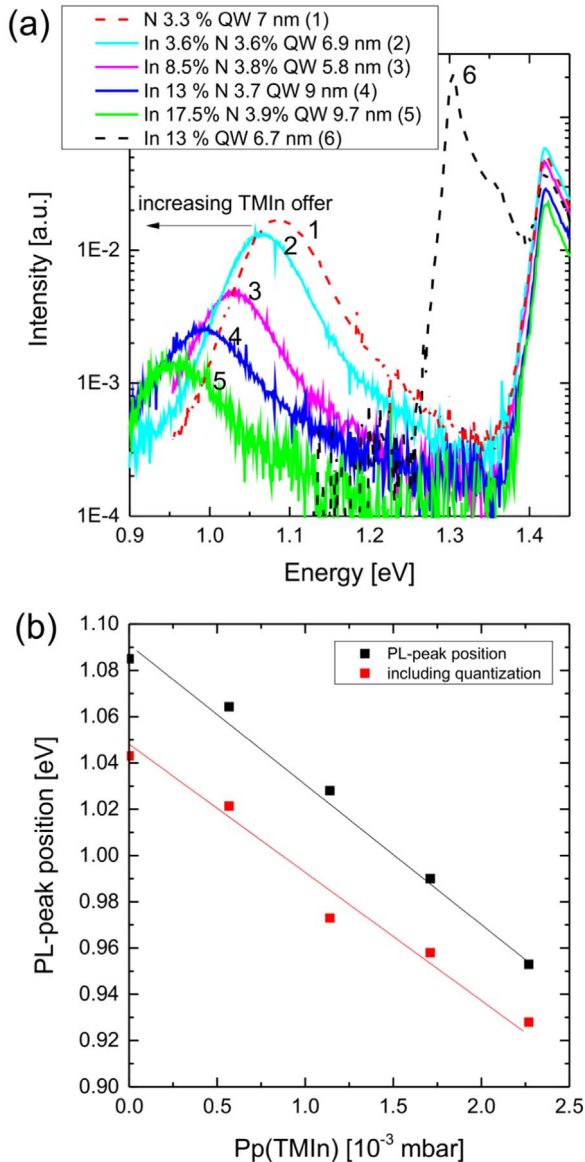 (a)
N 3.3 % QW 7 nm (1)
In 3.6% N 3.6% QW 6.9 nm (2)
In 8.5% N 3.8% QW 5.8 nm (3)
In 13 % N 3.7 QW 9 nm (4)
In 17.5% N 3.9% QW 9.7 nm (5)
In 13 % QW 6.7 nm (6)
6
increasing TMIn offer
1
2
3
4
5
Intensity [a.u.]
1E-2
1E-3
1E-4
0.9 1.0 1.1 1.2 1.3 1.4
Energy [eV]
(b)
PL-peak position
including quantization
PL-peak position [eV]
1.10
1.08
1.06
1.04
1.02
1.00
0.98
0.96
0.94
0.92
0.90
0.0 0.5 1.0 1.5 2.0 2.5
Pp(TMIn) [10⁻³ mbar]